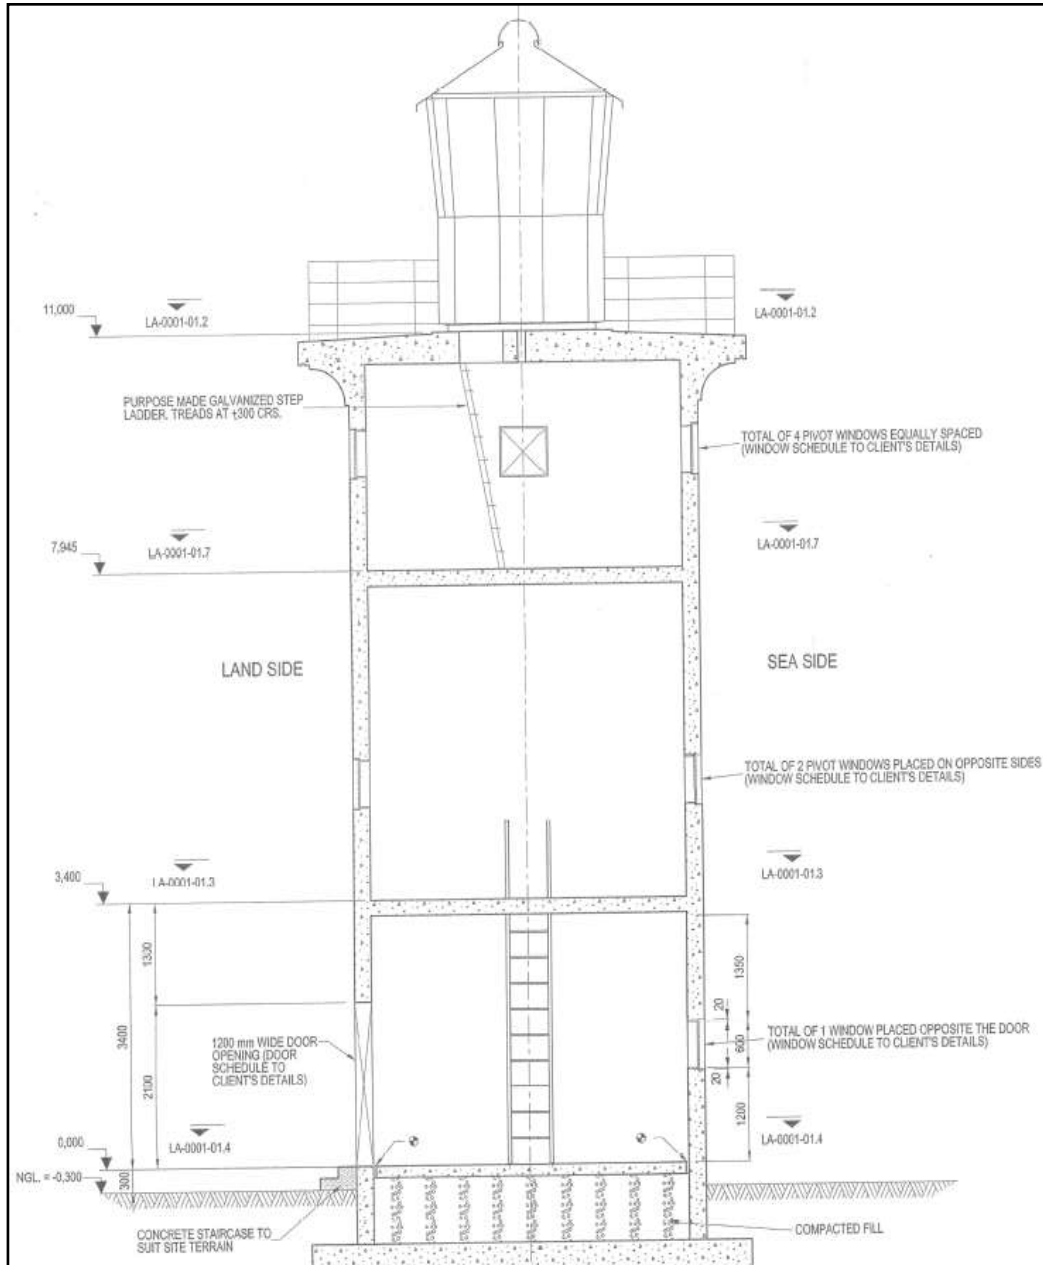 11,000
LA-0001-01.2
LA-0001-01.2
PURPOSE MADE GALVANIZED STEP
LADDER. TREADS AT ±300 CRS.
TOTAL OF 4 PIVOT WINDOWS EQUALLY SPACED
(WINDOW SCHEDULE TO CLIENT'S DETAILS)
7,945
LA-0001-01.7
LA-0001-01.7
LAND SIDE
SEA SIDE
TOTAL OF 2 PIVOT WINDOWS PLACED ON OPPOSITE SIDES
(WINDOW SCHEDULE TO CLIENT'S DETAILS)
3,400
LA-0001-01.3
LA-0001-01.3
1300
3400
2100
1350
20
600
20
1200
1200 mm WIDE DOOR
OPENING (DOOR
SCHEDULE TO
CLIENT'S DETAILS)
TOTAL OF 1 WINDOW PLACED OPPOSITE THE DOOR
(WINDOW SCHEDULE TO CLIENT'S DETAILS)
0,000
LA-0001-01.4
LA-0001-01.4
NGL. = -0.300
300
CONCRETE STAIRCASE TO
SUIT SITE TERRAIN
COMPACTED FILL